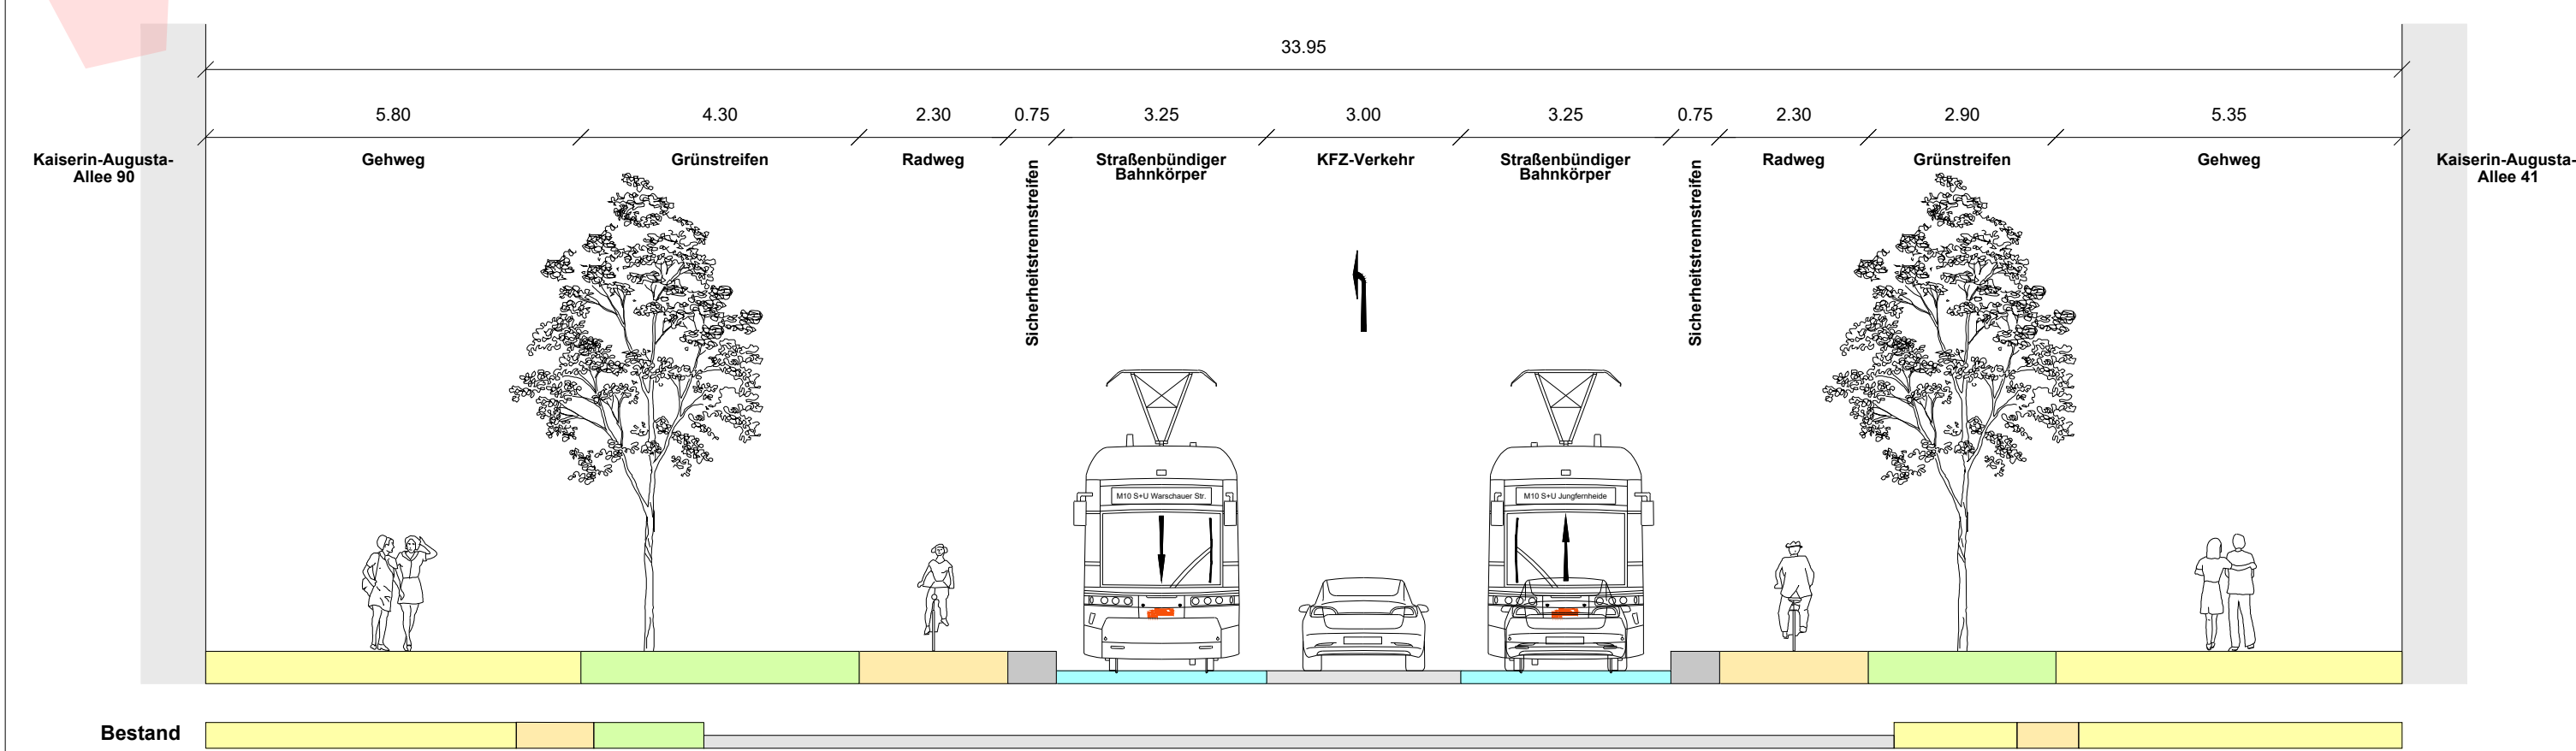 33.95
5.80 4.30 2.30 0.75 3.25 3.00 3.25 0.75 2.30 2.90 5.35
Kaiserin-Augusta-
Allee 90
Gehweg
Grünstreifen
Radweg
Sicherheitstrennstreifen
Straßenbündiger
Bahnkörper
KFZ-Verkehr
Straßenbündiger
Bahnkörper
Sicherheitstrennstreifen
Radweg
Grünstreifen
Gehweg
Kaiserin-Augusta-
Allee 41
M10 S+U Warschauer Str.
M10 S+U Jungfernheide
Bestand